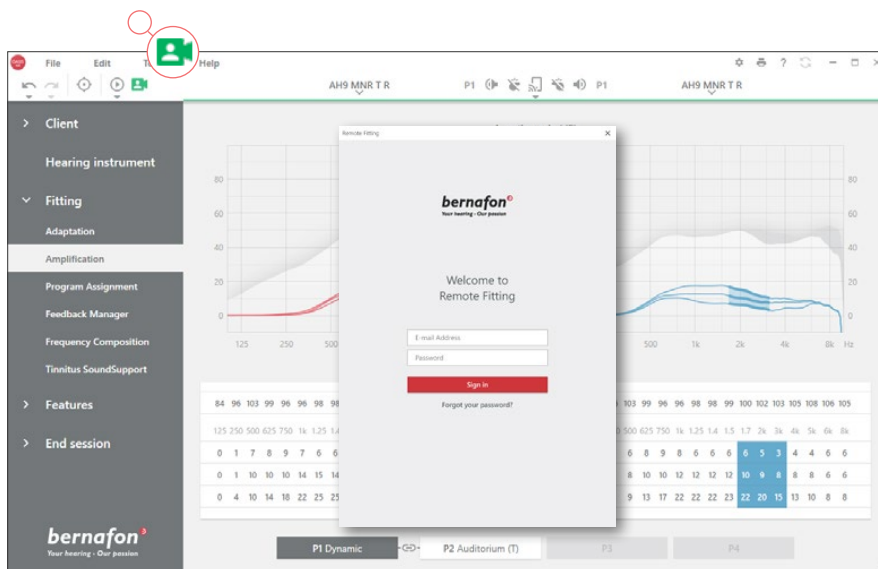 File Edit Help
AH9 MNR T R P1 P1 AH9 MNR T R
Client
Hearing instrument
Fitting
Adaptation
Amplification
Program Assignment
Feedback Manager
Frequency Composition
Tinnitus SoundSupport
Features
End session
bernafon
Your hearing - Our passion
Remote Fitting
bernafon
Your hearing - Our passion
Welcome to
Remote Fitting
E-mail Address
Password
Sign in
Forgot your password?
80 80
60 60
40 40
20 20
0 0
125 250 500 500 1k 2k 4k 8k Hz
84 96 103 99 96 96 98 103 99 96 96 98 98 99 100 102 103 105 108 106 105
125 250 500 625 750 1k 1.25 500 625 750 1k 1.25 1.4 1.5 1.7 2k 3k 4k 5k 6k 8k
0 1 7 8 9 7 6 6 6 8 9 8 6 6 6 6 5 3 4 4 6 6
0 1 10 10 10 14 15 14 8 10 10 12 12 12 12 10 9 8 8 8 6 6
0 4 10 14 18 22 25 25 9 13 17 22 22 22 23 22 20 15 13 10 8 8
P1 Dynamic P2 Auditorium (T) P3 P4